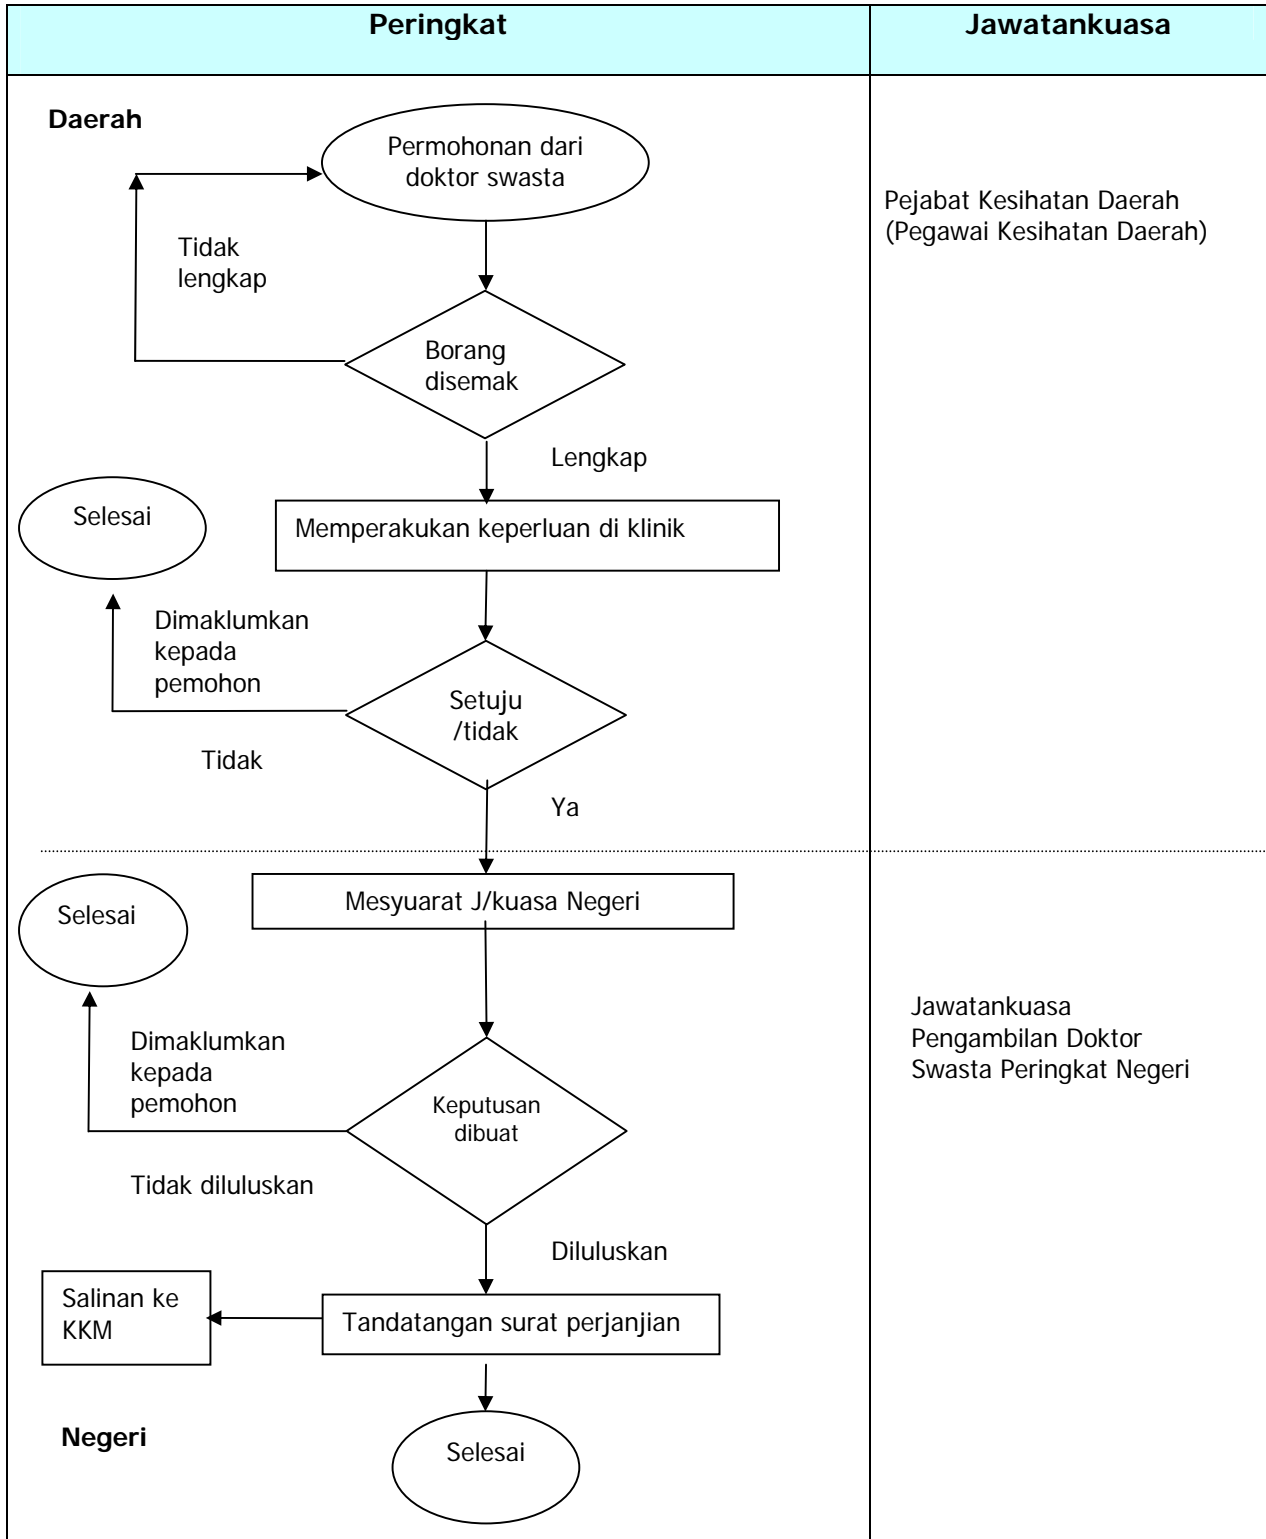 Peringkat
Jawatankuasa
Daerah
Permohonan dari
doktor swasta
Pejabat Kesihatan Daerah
(Pegawai Kesihatan Daerah)
Tidak
lengkap
Borang
disemak
Lengkap
Selesai
Memperakukan keperluan di klinik
Dimaklumkan
kepada
pemohon
Setuju
/tidak
Tidak
Ya
Mesyuarat J/kuasa Negeri
Selesai
Jawatankuasa
Pengambilan Doktor
Swasta Peringkat Negeri
Dimaklumkan
kepada
pemohon
Keputusan
dibuat
Tidak diluluskan
Diluluskan
Salinan ke
KKM
Tandatangan surat perjanjian
Negeri
Selesai